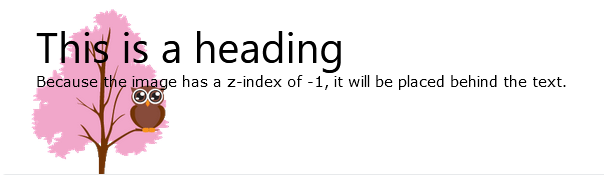 This is a heading
Because the image has a z-index of -1, it will be placed behind the text.